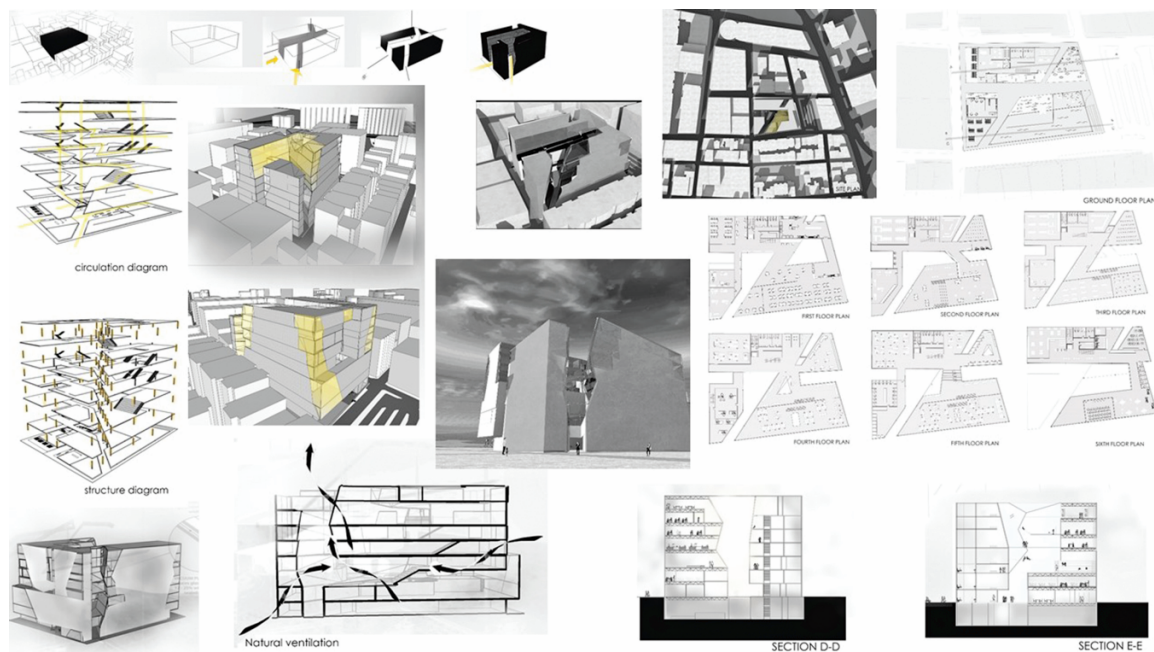 SITE PLAN
GROUND FLOOR PLAN
circulation diagram
FIRST FLOOR PLAN
SECOND FLOOR PLAN
THIRD FLOOR PLAN
FOURTH FLOOR PLAN
FIFTH FLOOR PLAN
SIXTH FLOOR PLAN
structure diagram
Natural ventilation
SECTION D-D
SECTION E-E